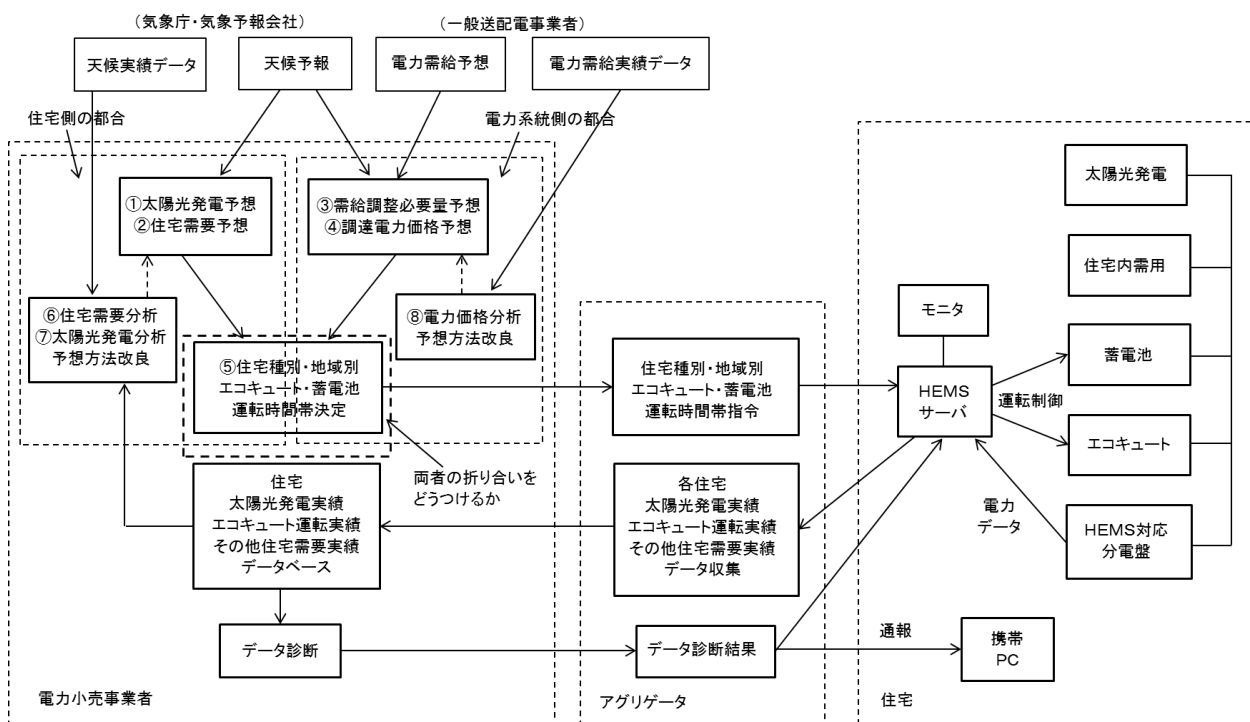 (気象庁・気象予報会社)
(一般送配電事業者)
天候実績データ
天候予報
電力需給予想
電力需給実績データ
住宅側の都合
電力系統側の都合
①太陽光発電予想
②住宅需要予想
③需給調整必要量予想
④調達電力価格予想
⑥住宅需要分析
⑦太陽光発電分析
予想方法改良
⑧電力価格分析
予想方法改良
⑤住宅種別・地域別
エコキュート・蓄電池
運転時間帯決定
両者の折り合いを
どうつけるか
住宅
太陽光発電実績
エコキュート運転実績
その他住宅需要実績
データベース
データ診断
電力小売事業者
住宅種別・地域別
エコキュート・蓄電池
運転時間帯指令
各住宅
太陽光発電実績
エコキュート運転実績
その他住宅需要実績
データ収集
データ診断結果
アグリゲータ
太陽光発電
住宅内需用
モニタ
蓄電池
HEMS
サーバ
運転制御
エコキュート
電力
データ
HEMS対応
分電盤
通報
携帯
PC
住宅